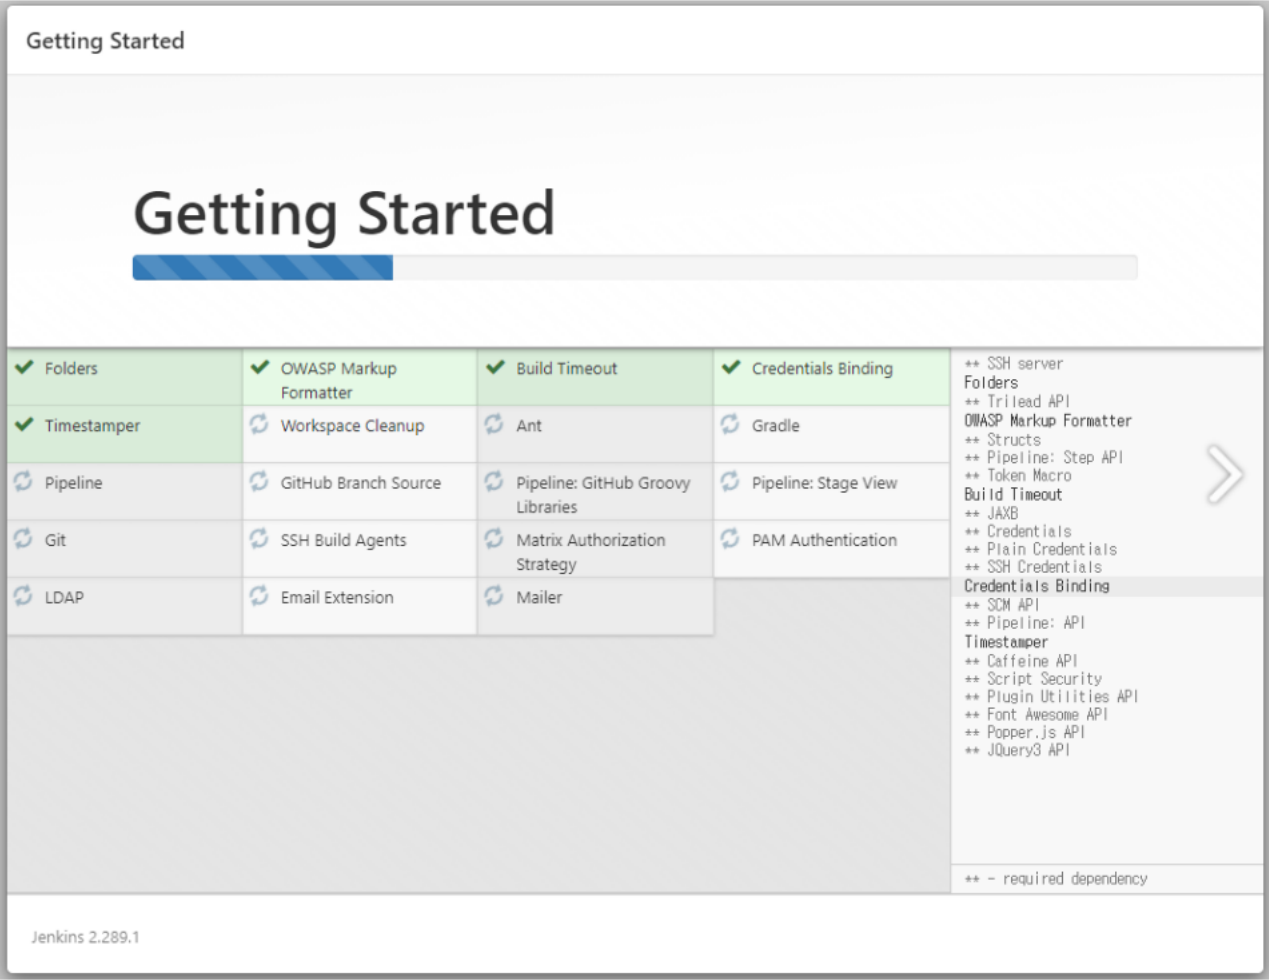 Getting Started
Getting Started
Folders
OWASP Markup
Formatter
Build Timeout
Credentials Binding
Timestamper
Workspace Cleanup
Ant
Gradle
Pipeline
GitHub Branch Source
Pipeline: GitHub Groovy
Libraries
Pipeline: Stage View
Git
SSH Build Agents
Matrix Authorization
Strategy
PAM Authentication
LDAP
Email Extension
Mailer
** SSH server
Folders
** Trilead API
OWASP Markup Formatter
** Structs
** Pipeline: Step API
** Token Macro
Build Timeout
** JAXB
** Credentials
** Plain Credentials
** SSH Credentials
Credentials Binding
** SCM API
** Pipeline: API
Timestamper
** Caffeine API
** Script Security
** Plugin Utilities API
** Font Awesome API
** Popper.js API
** JQuery3 API
** - required dependency
Jenkins 2.289.1